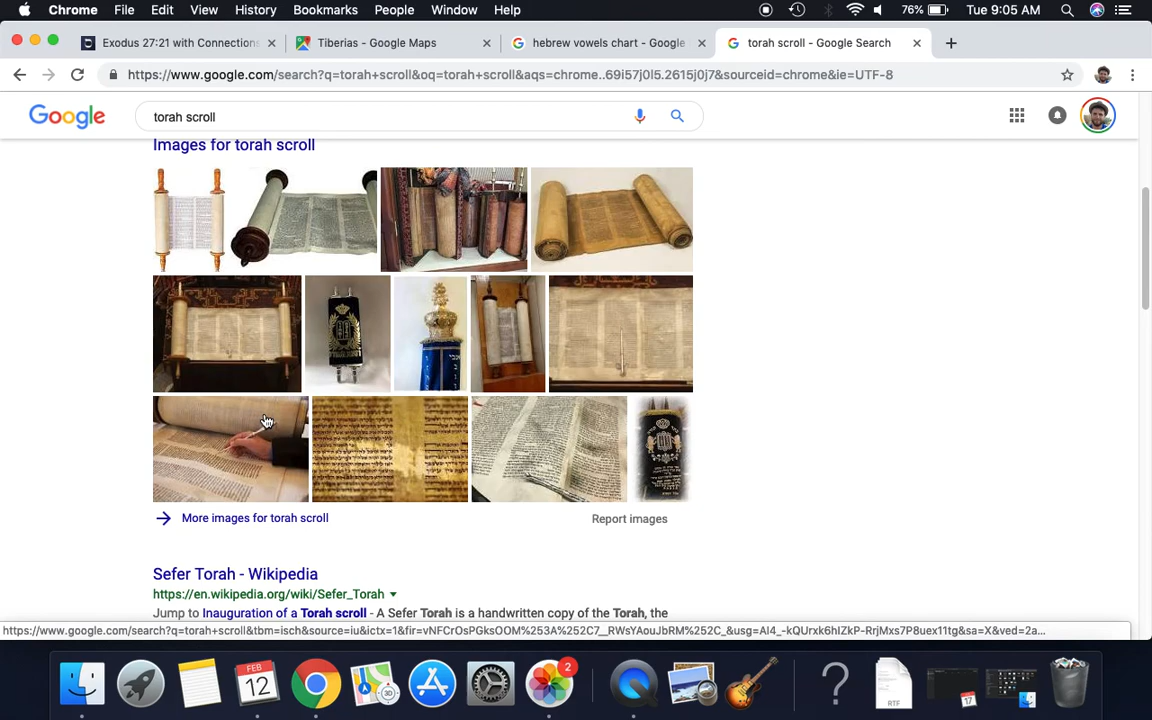 Chrome File Edit View History Bookmarks People Window Help 76% Tue 9:05 AM
Exodus 27:21 with Connections
Tiberias - Google Maps
hebrew vowels chart - Google
torah scroll - Google Search
https://www.google.com/search?q=torah+scroll&oq=torah+scroll&aqs=chrome..69i57j0l5.2615j0j7&sourceid=chrome&ie=UTF-8
Google
torah scroll
Images for torah scroll
More images for torah scroll
Report images
Sefer Torah - Wikipedia
https://en.wikipedia.org/wiki/Sefer_Torah
Jump to Inauguration of a Torah scroll - A Sefer Torah is a handwritten copy of the Torah, the
FEB
12
2
RTF
17